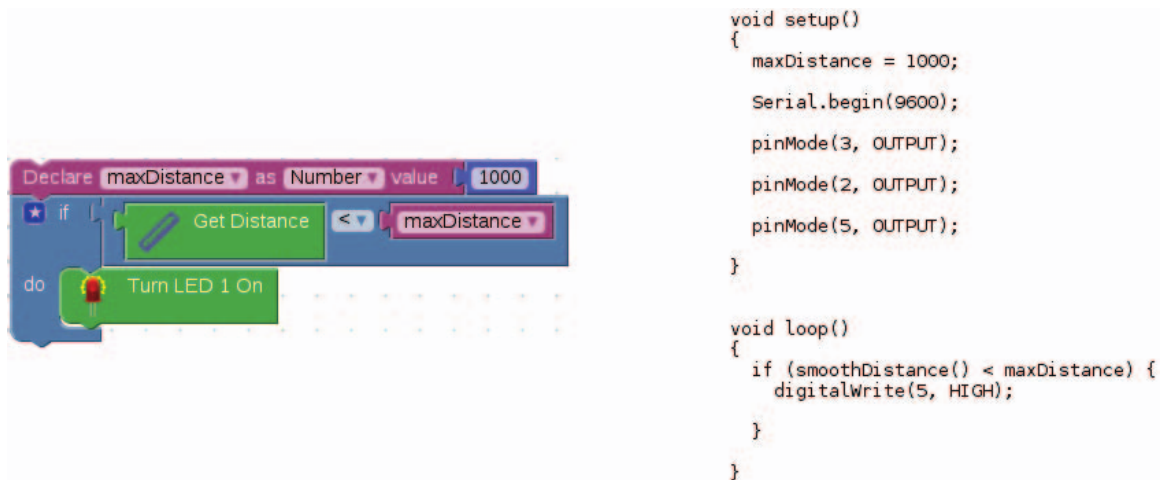 Declare maxDistance as Number value 1000
if Get Distance < maxDistance
do Turn LED 1 On
void setup()
{
maxDistance = 1000;
Serial.begin(9600);
pinMode(3, OUTPUT);
pinMode(2, OUTPUT);
pinMode(5, OUTPUT);
}
void loop()
{
if (smoothDistance() < maxDistance) {
digitalWrite(5, HIGH);
}
}